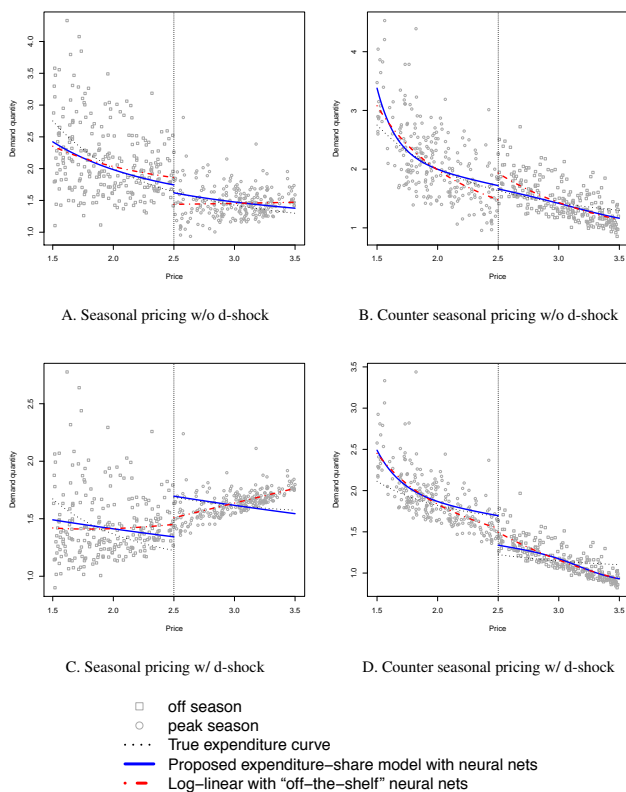 Demand quantity
4.0
3.5
3.0
2.5
2.0
1.5
1.0
1.5 2.0 2.5 3.0 3.5
Price
A. Seasonal pricing w/o d-shock
Demand quantity
4
3
2
1
1.5 2.0 2.5 3.0 3.5
Price
B. Counter seasonal pricing w/o d-shock
Demand quantity
2.5
2.0
1.5
1.0
1.5 2.0 2.5 3.0 3.5
Price
C. Seasonal pricing w/ d-shock
Demand quantity
3.5
3.0
2.5
2.0
1.5
1.0
1.5 2.0 2.5 3.0 3.5
Price
D. Counter seasonal pricing w/ d-shock
off season
peak season
True expenditure curve
Proposed expenditure−share model with neural nets
Log−linear with “off−the−shelf” neural nets